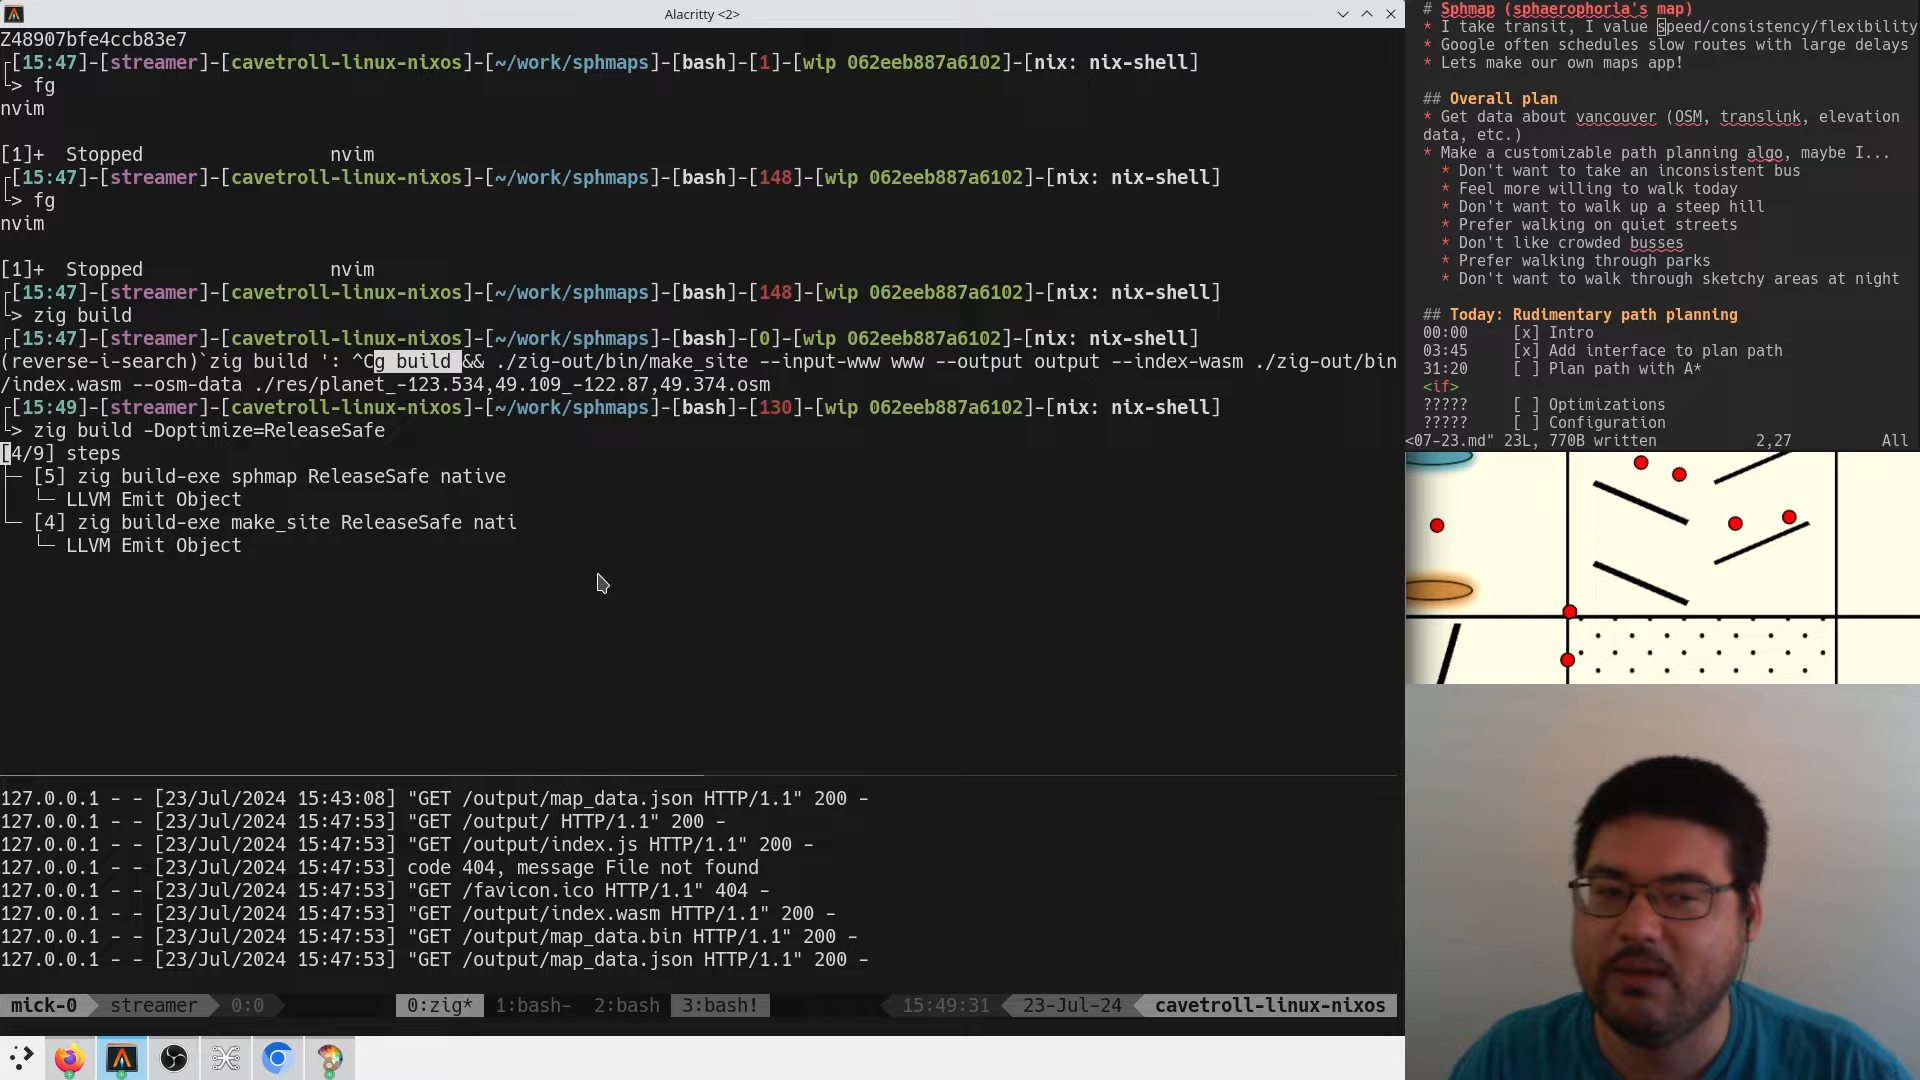 Alacritty <2>
Z48907bfe4ccb83e7
┌[15:47]-[streamer]-[cavetroll-linux-nixos]-[~/work/sphmaps]-[bash]-[1]-[wip 062eeb887a6102]-[nix: nix-shell]
└> fg
nvim
[1]+  Stopped                 nvim
┌[15:47]-[streamer]-[cavetroll-linux-nixos]-[~/work/sphmaps]-[bash]-[148]-[wip 062eeb887a6102]-[nix: nix-shell]
└> fg
nvim
[1]+  Stopped                 nvim
┌[15:47]-[streamer]-[cavetroll-linux-nixos]-[~/work/sphmaps]-[bash]-[148]-[wip 062eeb887a6102]-[nix: nix-shell]
└> zig build
┌[15:47]-[streamer]-[cavetroll-linux-nixos]-[~/work/sphmaps]-[bash]-[0]-[wip 062eeb887a6102]-[nix: nix-shell]
(reverse-i-search)`zig build ': ^Cg build && ./zig-out/bin/make_site --input-www www --output output --index-wasm ./zig-out/bin
/index.wasm --osm-data ./res/planet_-123.534,49.109_-122.87,49.374.osm
┌[15:49]-[streamer]-[cavetroll-linux-nixos]-[~/work/sphmaps]-[bash]-[130]-[wip 062eeb887a6102]-[nix: nix-shell]
└> zig build -Doptimize=ReleaseSafe
[4/9] steps
├─ [5] zig build-exe sphmap ReleaseSafe native
│  └─ LLVM Emit Object
└─ [4] zig build-exe make_site ReleaseSafe nati
   └─ LLVM Emit Object
127.0.0.1 - - [23/Jul/2024 15:43:08] "GET /output/map_data.json HTTP/1.1" 200 -
127.0.0.1 - - [23/Jul/2024 15:47:53] "GET /output/ HTTP/1.1" 200 -
127.0.0.1 - - [23/Jul/2024 15:47:53] "GET /output/index.js HTTP/1.1" 200 -
127.0.0.1 - - [23/Jul/2024 15:47:53] code 404, message File not found
127.0.0.1 - - [23/Jul/2024 15:47:53] "GET /favicon.ico HTTP/1.1" 404 -
127.0.0.1 - - [23/Jul/2024 15:47:53] "GET /output/index.wasm HTTP/1.1" 200 -
127.0.0.1 - - [23/Jul/2024 15:47:53] "GET /output/map_data.bin HTTP/1.1" 200 -
127.0.0.1 - - [23/Jul/2024 15:47:53] "GET /output/map_data.json HTTP/1.1" 200 -
mick-0 streamer 0:0 0:zig* 1:bash- 2:bash 3:bash! 15:49:31 23-Jul-24 cavetroll-linux-nixos
# Sphmap (sphaerophoria's map)
* I take transit, I value speed/consistency/flexibility
* Google often schedules slow routes with large delays
* Lets make our own maps app!
## Overall plan
* Get data about vancouver (OSM, translink, elevation
data, etc.)
* Make a customizable path planning algo, maybe I...
* Don't want to take an inconsistent bus
* Feel more willing to walk today
* Don't want to walk up a steep hill
* Prefer walking on quiet streets
* Don't like crowded busses
* Prefer walking through parks
* Don't want to walk through sketchy areas at night
## Today: Rudimentary path planning
00:00 [x] Intro
03:45 [x] Add interface to plan path
31:20 [ ] Plan path with A*
<if>
????? [ ] Optimizations
????? [ ] Configuration
<07-23.md" 23L, 770B written 2,27 All